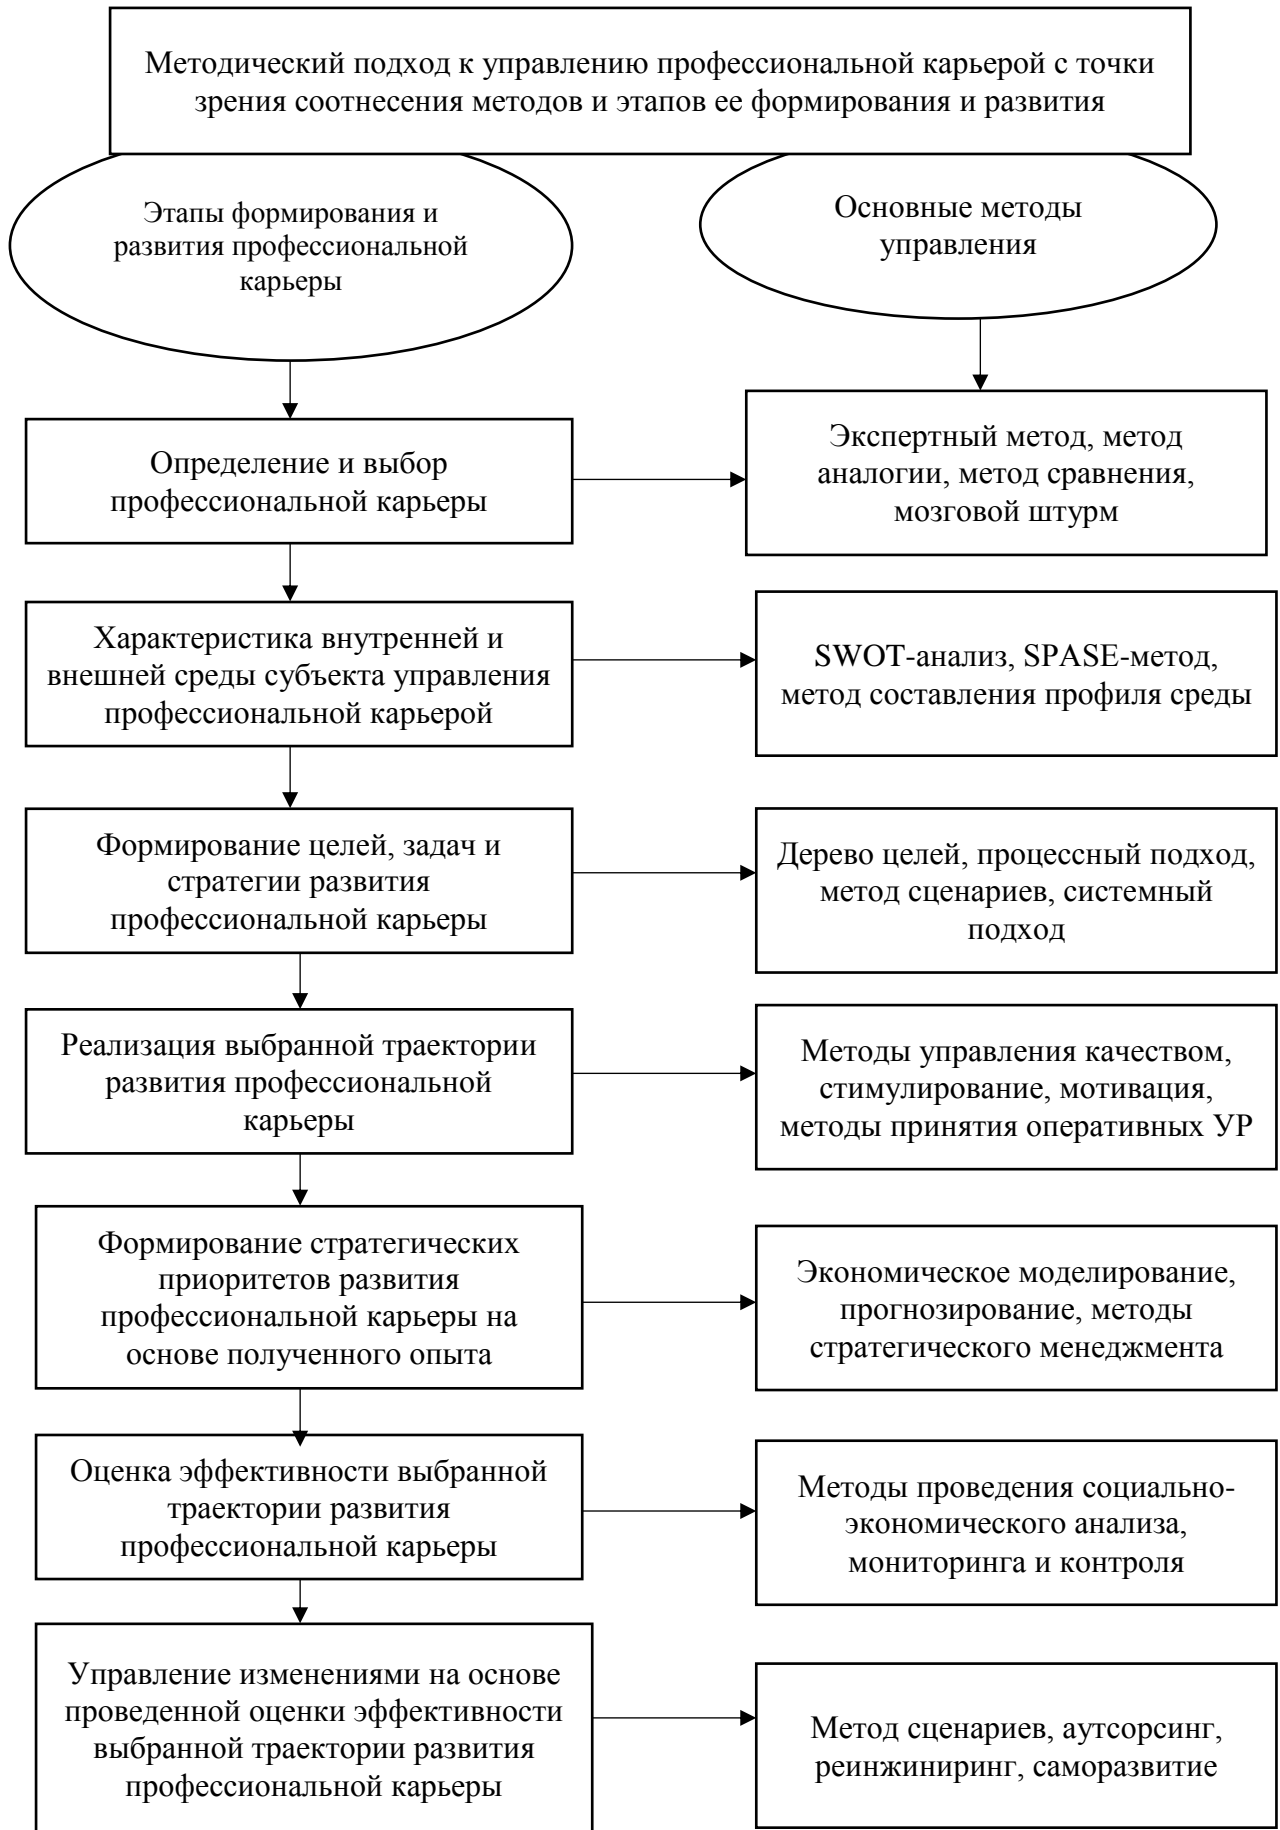 Методический подход к управлению профессиональной карьерой с точки
зрения соотнесения методов и этапов ее формирования и развития
Этапы формирования и
развития профессиональной
карьеры
Основные методы
управления
Определение и выбор
профессиональной карьеры
Экспертный метод, метод
аналогии, метод сравнения,
мозговой штурм
Характеристика внутренней и
внешней среды субъекта управления
профессиональной карьерой
SWOT-анализ, SPASE-метод,
метод составления профиля среды
Формирование целей, задач и
стратегии развития
профессиональной карьеры
Дерево целей, процессный подход,
метод сценариев, системный
подход
Реализация выбранной траектории
развития профессиональной
карьеры
Методы управления качеством,
стимулирование, мотивация,
методы принятия оперативных УР
Формирование стратегических
приоритетов развития
профессиональной карьеры на
основе полученного опыта
Экономическое моделирование,
прогнозирование, методы
стратегического менеджмента
Оценка эффективности выбранной
траектории развития
профессиональной карьеры
Методы проведения социально-
экономического анализа,
мониторинга и контроля
Управление изменениями на основе
проведенной оценки эффективности
выбранной траектории развития
профессиональной карьеры
Метод сценариев, аутсорсинг,
реинжиниринг, саморазвитие